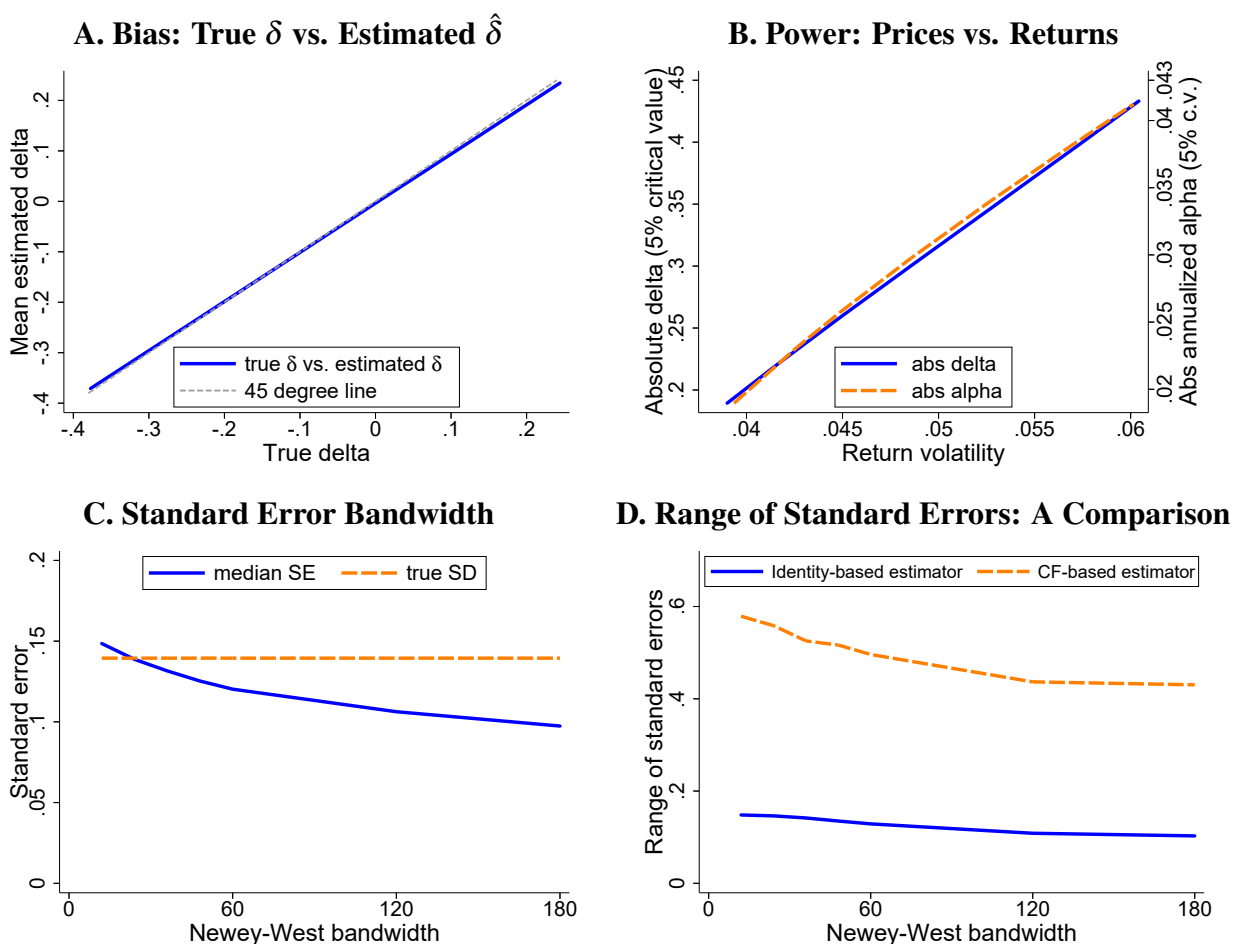 A. Bias: True δ vs. Estimated δ̂
Mean estimated delta
.2
.1
0
-.1
-.2
-.3
-.4
true δ vs. estimated δ
45 degree line
-.4 -.3 -.2 -.1 0 .1 .2
True delta
B. Power: Prices vs. Returns
Absolute delta (5% critical value)
.45
.4
.35
.3
.25
.2
Abs annualized alpha (5% c.v.)
.043
.04
.035
.03
.025
.02
abs delta
abs alpha
.04 .045 .05 .055 .06
Return volatility
C. Standard Error Bandwidth
Standard error
.2
.15
.1
.05
0
median SE true SD
0 60 120 180
Newey-West bandwidth
D. Range of Standard Errors: A Comparison
Range of standard errors
.6
.4
.2
0
Identity-based estimator CF-based estimator
0 60 120 180
Newey-West bandwidth